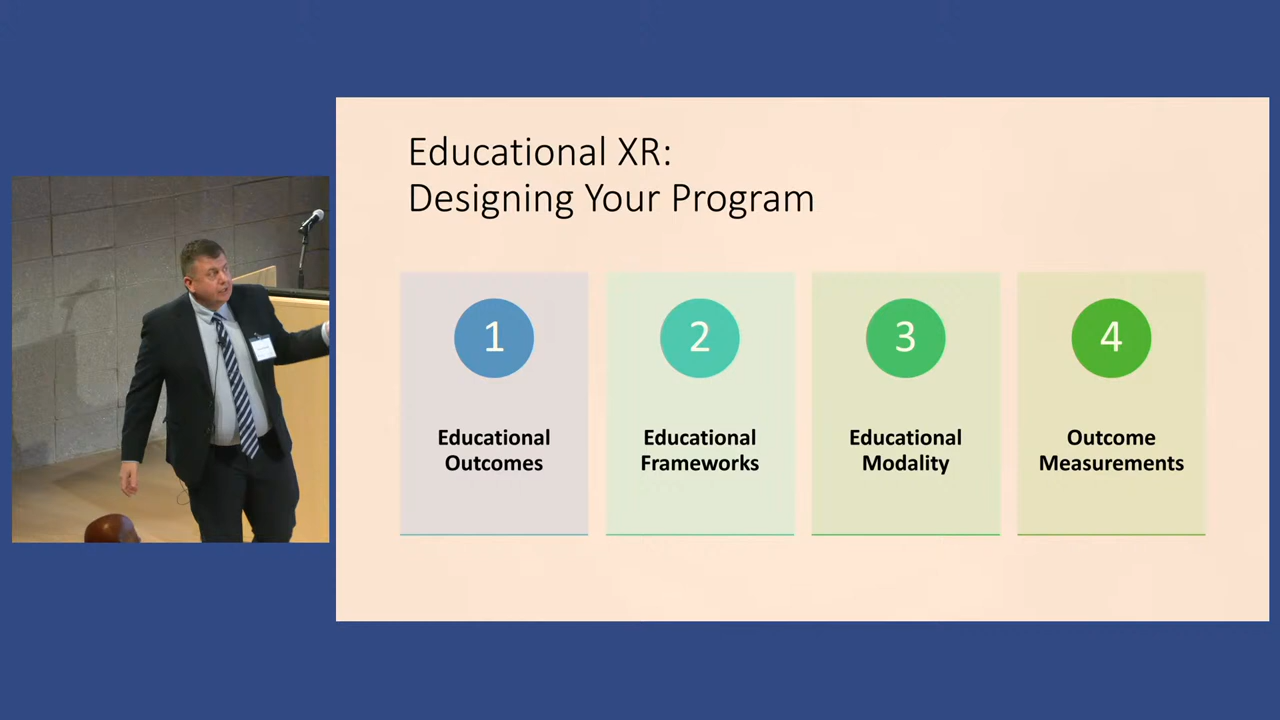 Educational XR:
Designing Your Program
1
Educational
Outcomes
2
Educational
Frameworks
3
Educational
Modality
4
Outcome
Measurements